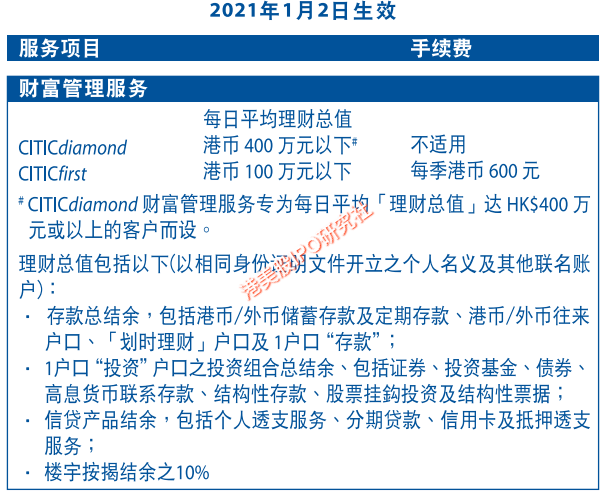 2021年1月2日生效
服务项目 手续费
财富管理服务
每日平均理财总值
CITICdiamond 港币 400 万元以下# 不适用
CITICfirst 港币 100 万元以下 每季港币 600 元
# CITICdiamond 财富管理服务专为每日平均「理财总值」达 HK$400 万
元或以上的客户而设。
理财总值包括以下(以相同身份证明文件开立之个人名义及其他联名账
户)：
· 存款总结余，包括港币/外币储蓄存款及定期存款、港币/外币往来
户口、「划时理财」户口及 1户口 “存款”；
· 1户口 “投资” 户口之投资组合总结余、包括证券、投资基金、债券、
高息货币联系存款、结构性存款、股票挂鈎投资及结构性票据；
· 信贷产品结余，包括个人透支服务、分期贷款、信用卡及抵押透支
服务；
· 楼宇按揭结余之10%
港美股IPO研究社